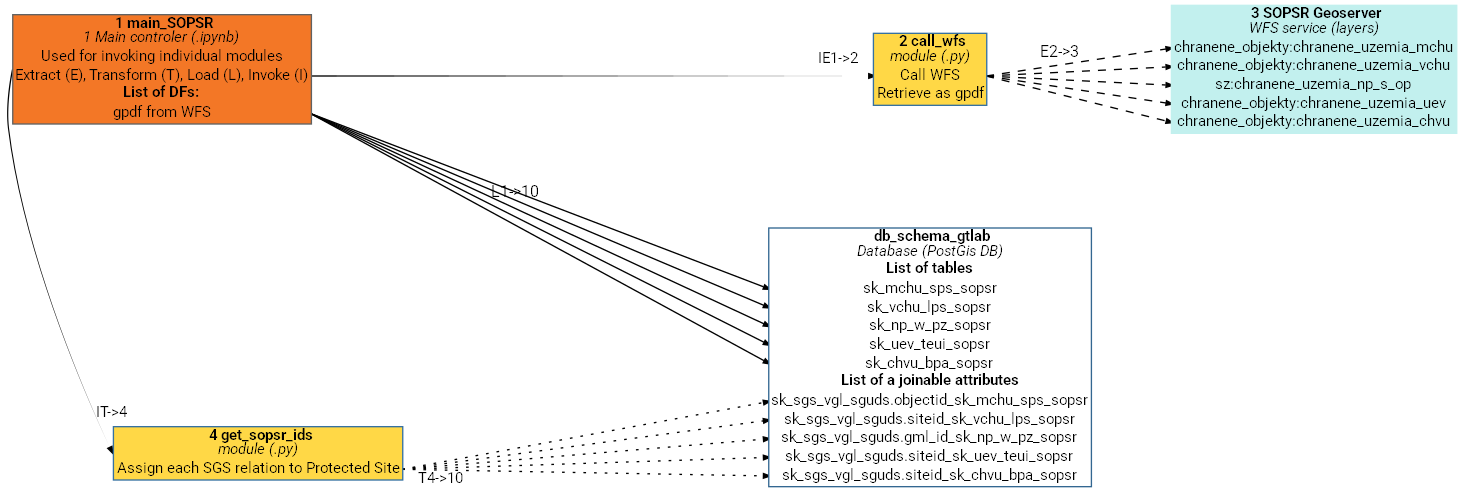 1 main_SOPSR
1 Main controler (.ipynb)
Used for invoking individual modules
Extract (E), Transform (T), Load (L), Invoke (I)
List of DFs:
gpdf from WFS
IE1->2
2 call_wfs
module (.py)
Call WFS
Retrieve as gpdf
E2->3
3 SOPSR Geoserver
WFS service (layers)
chranene_objekty:chranene_uzemia_mchu
chranene_objekty:chranene_uzemia_vchu
sz:chranene_uzemia_np_s_op
chranene_objekty:chranene_uzemia_uev
chranene_objekty:chranene_uzemia_chvu
L1->10
db_schema_gtlab
Database (PostGis DB)
List of tables
sk_mchu_sps_sopsr
sk_vchu_lps_sopsr
sk_np_w_pz_sopsr
sk_uev_teui_sopsr
sk_chvu_bpa_sopsr
List of a joinable attributes
sk_sgs_vgl_sguds.objectid_sk_mchu_sps_sopsr
sk_sgs_vgl_sguds.siteid_sk_vchu_lps_sopsr
sk_sgs_vgl_sguds.gml_id_sk_np_w_pz_sopsr
sk_sgs_vgl_sguds.siteid_sk_uev_teui_sopsr
sk_sgs_vgl_sguds.siteid_sk_chvu_bpa_sopsr
IT->4
4 get_sopsr_ids
module (.py)
Assign each SGS relation to Protected Site
T4->10